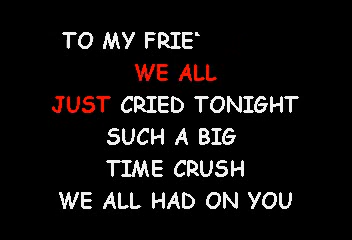 TO MY FRIE
WE ALL
JUST CRIED TONIGHT
SUCH A BIG
TIME CRUSH
WE ALL HAD ON YOU